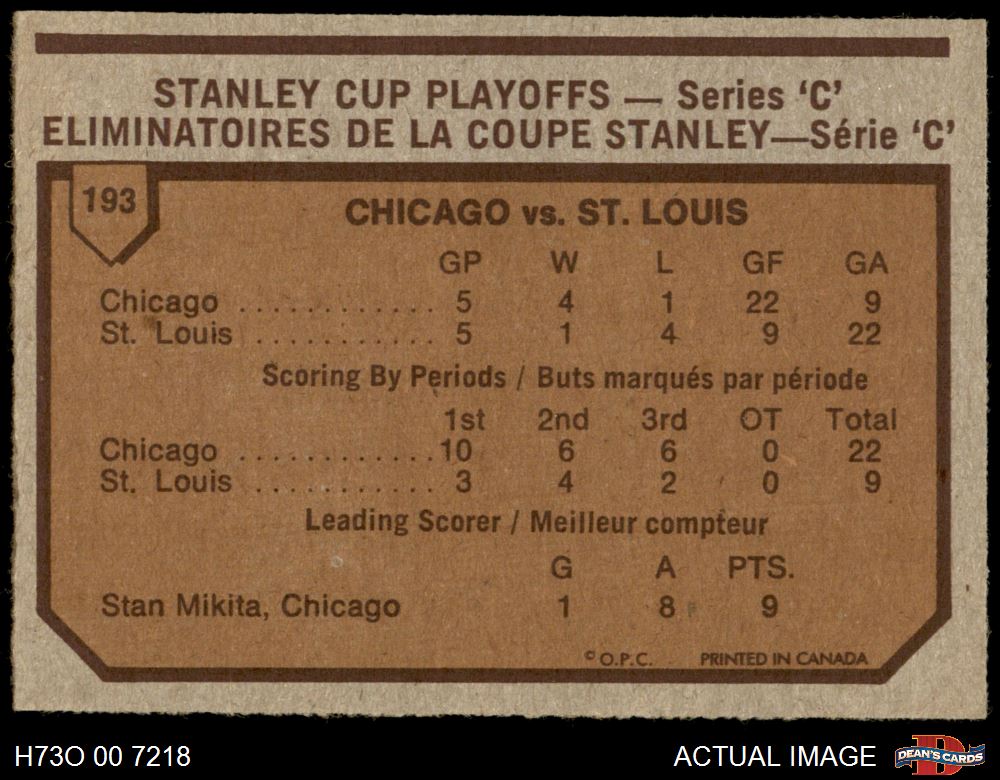 STANLEY CUP PLAYOFFS — Series ‘C’
ELIMINATOIRES DE LA COUPE STANLEY—Série ‘C’
193
CHICAGO vs. ST. LOUIS
GP W L GF GA
Chicago . . . . . . . . . . . . 5 4 1 22 9
St. Louis . . . . . . . . . . . 5 1 4 9 22
Scoring By Periods / Buts marqués par période
1st 2nd 3rd OT Total
Chicago . . . . . . . . . . . . 10 6 6 0 22
St. Louis . . . . . . . . . . . 3 4 2 0 9
Leading Scorer / Meilleur compteur
G A PTS.
Stan Mikita, Chicago 1 8 9
© O.P.C. PRINTED IN CANADA
H73O 00 7218 ACTUAL IMAGE DEAN'S CARDS